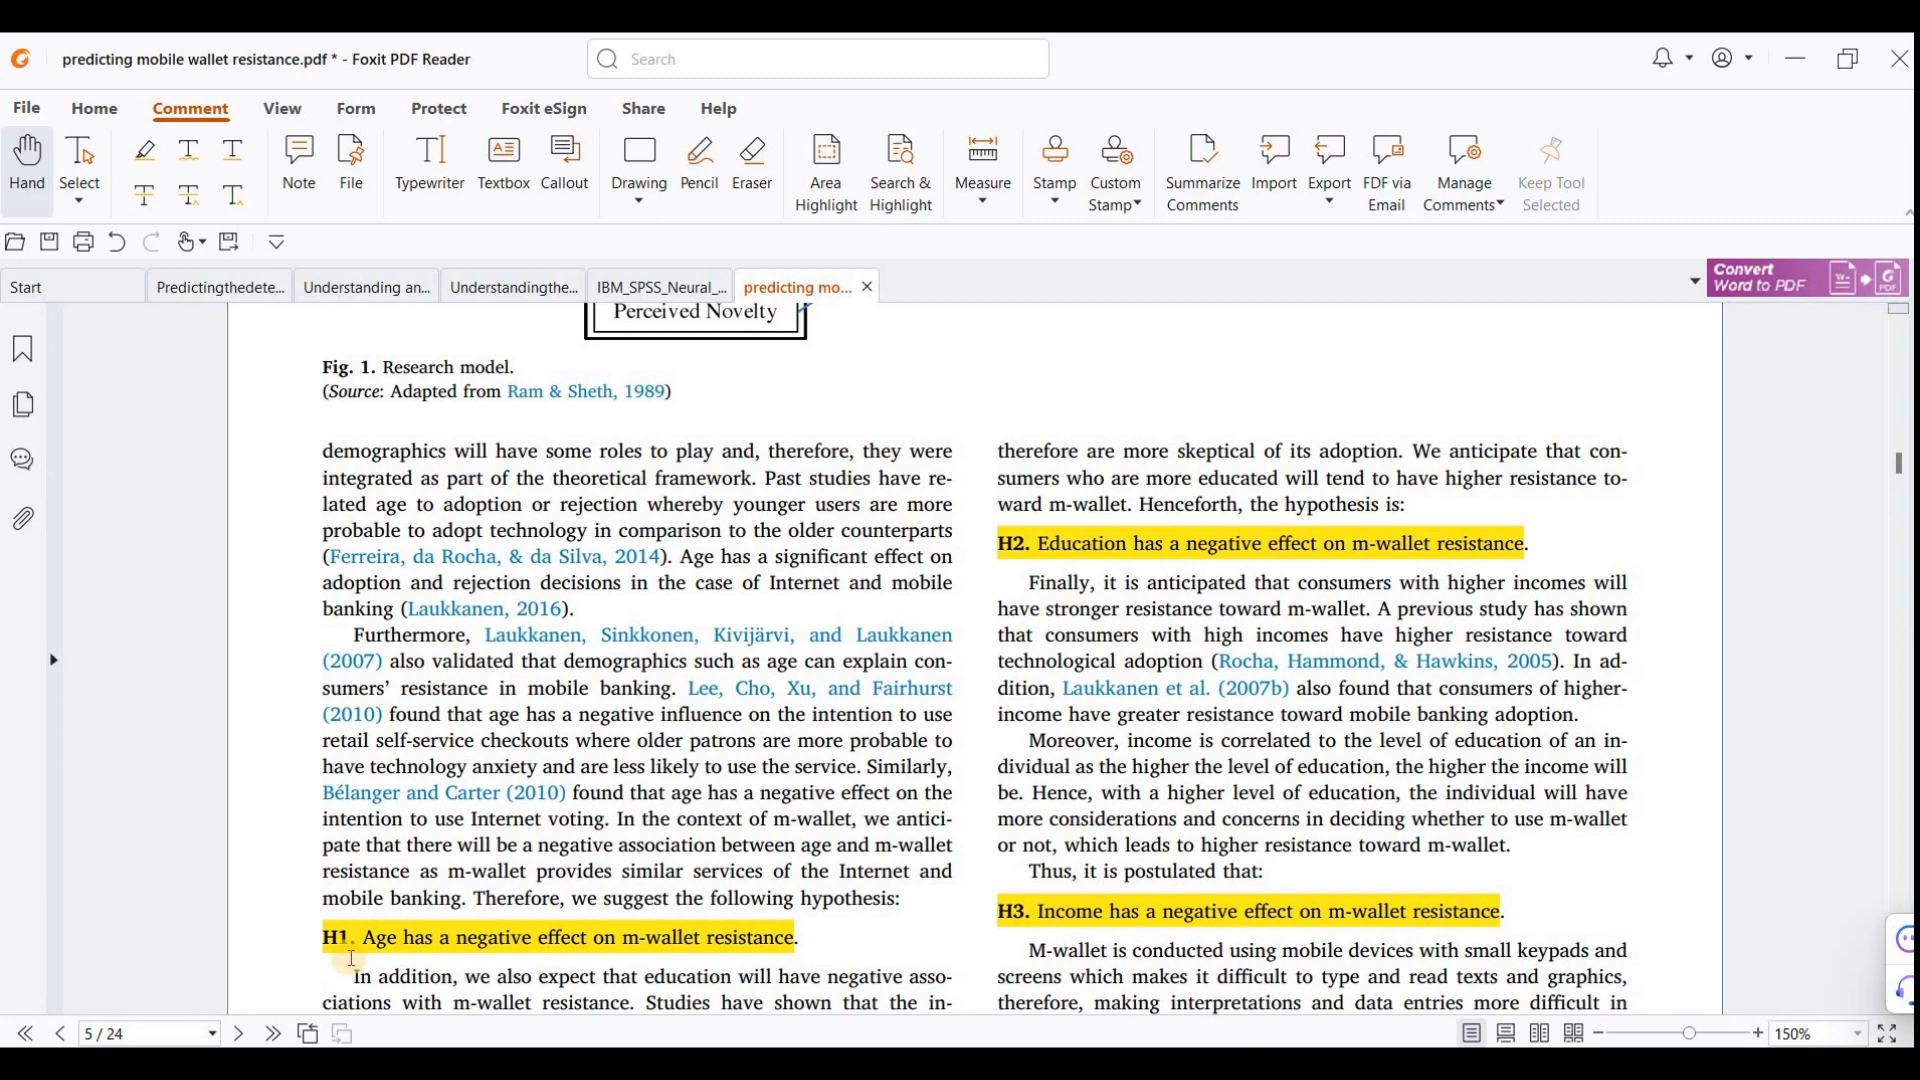 predicting mobile wallet resistance.pdf * - Foxit PDF Reader
Search
File
Home
Comment
View
Form
Protect
Foxit eSign
Share
Help
Hand
Select
Note
File
Typewriter
Textbox
Callout
Drawing
Pencil
Eraser
Area
Highlight
Search &
Highlight
Measure
Stamp
Custom
Stamp
Summarize
Comments
Import
Export
FDF via
Email
Manage
Comments
Keep Tool
Selected
Start
Predictingthedete...
Understanding an...
Understandingthe...
IBM_SPSS_Neural_...
predicting mo...
Convert
Word to PDF
Perceived Novelty
Fig. 1. Research model.
(Source: Adapted from Ram & Sheth, 1989)
demographics will have some roles to play and, therefore, they were
integrated as part of the theoretical framework. Past studies have re-
lated age to adoption or rejection whereby younger users are more
probable to adopt technology in comparison to the older counterparts
(Ferreira, da Rocha, & da Silva, 2014). Age has a significant effect on
adoption and rejection decisions in the case of Internet and mobile
banking (Laukkanen, 2016).
Furthermore, Laukkanen, Sinkkonen, Kivijärvi, and Laukkanen
(2007) also validated that demographics such as age can explain con-
sumers’ resistance in mobile banking. Lee, Cho, Xu, and Fairhurst
(2010) found that age has a negative influence on the intention to use
retail self-service checkouts where older patrons are more probable to
have technology anxiety and are less likely to use the service. Similarly,
Bélanger and Carter (2010) found that age has a negative effect on the
intention to use Internet voting. In the context of m-wallet, we antici-
pate that there will be a negative association between age and m-wallet
resistance as m-wallet provides similar services of the Internet and
mobile banking. Therefore, we suggest the following hypothesis:
H1. Age has a negative effect on m-wallet resistance.
In addition, we also expect that education will have negative asso-
ciations with m-wallet resistance. Studies have shown that the in-
therefore are more skeptical of its adoption. We anticipate that con-
sumers who are more educated will tend to have higher resistance to-
ward m-wallet. Henceforth, the hypothesis is:
H2. Education has a negative effect on m-wallet resistance.
Finally, it is anticipated that consumers with higher incomes will
have stronger resistance toward m-wallet. A previous study has shown
that consumers with high incomes have higher resistance toward
technological adoption (Rocha, Hammond, & Hawkins, 2005). In ad-
dition, Laukkanen et al. (2007b) also found that consumers of higher-
income have greater resistance toward mobile banking adoption.
Moreover, income is correlated to the level of education of an in-
dividual as the higher the level of education, the higher the income will
be. Hence, with a higher level of education, the individual will have
more considerations and concerns in deciding whether to use m-wallet
or not, which leads to higher resistance toward m-wallet.
Thus, it is postulated that:
H3. Income has a negative effect on m-wallet resistance.
M-wallet is conducted using mobile devices with small keypads and
screens which makes it difficult to type and read texts and graphics,
therefore, making interpretations and data entries more difficult in
5 / 24
150%